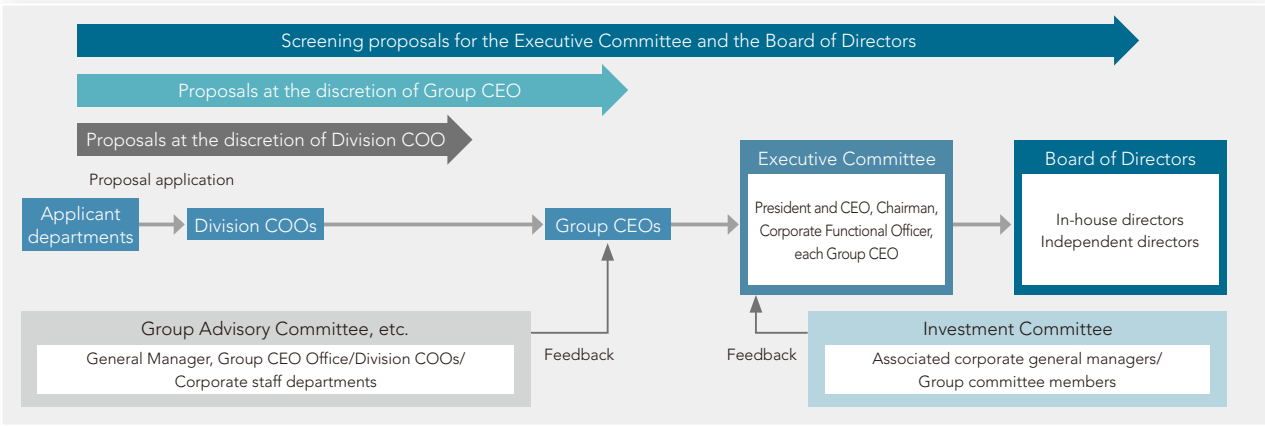 Screening proposals for the Executive Committee and the Board of Directors
Proposals at the discretion of Group CEO
Proposals at the discretion of Division COO
Proposal application
Applicant
departments
Division COOs
Group CEOs
Executive Committee
President and CEO, Chairman,
Corporate Functional Officer,
each Group CEO
Board of Directors
In-house directors
Independent directors
Group Advisory Committee, etc.
General Manager, Group CEO Office/Division COOs/
Corporate staff departments
Feedback
Feedback
Investment Committee
Associated corporate general managers/
Group committee members